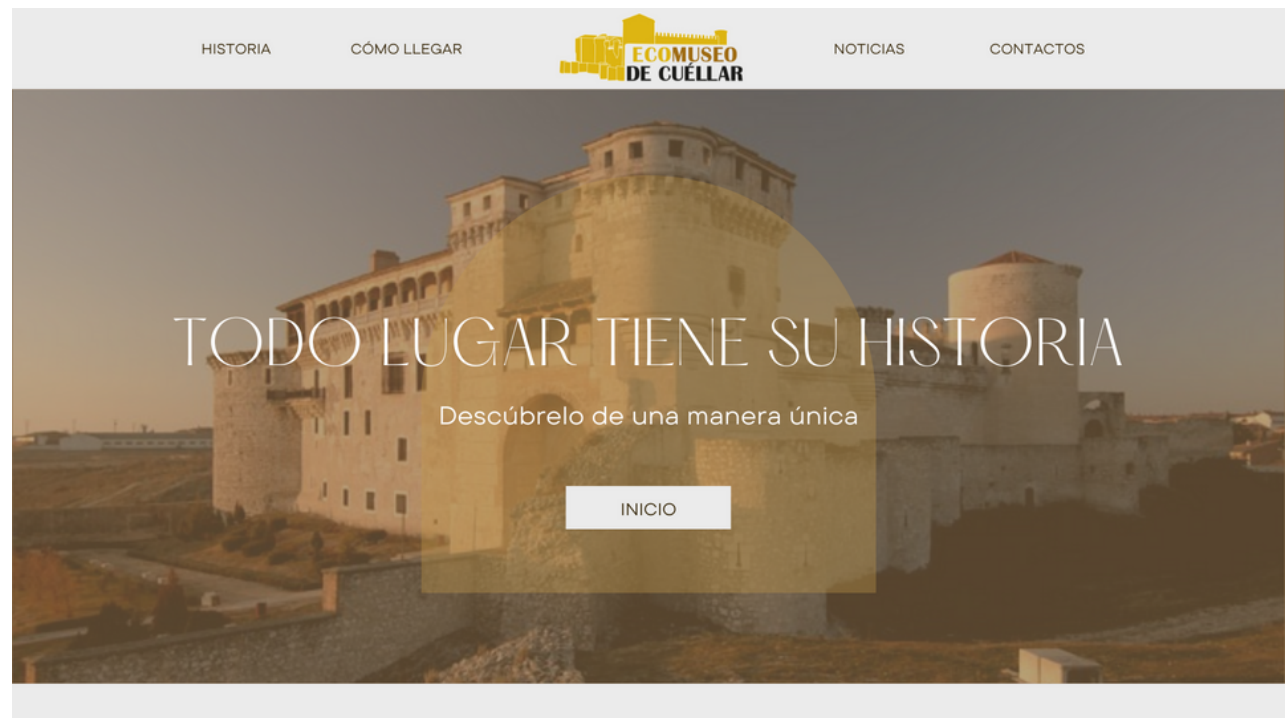 HISTORIA
CÓMO LLEGAR
ECOMUSEO
DE CUÉLLAR
NOTICIAS
CONTACTOS
TODO LUGAR TIENE SU HISTORIA
Descúbrelo de una manera única
INICIO